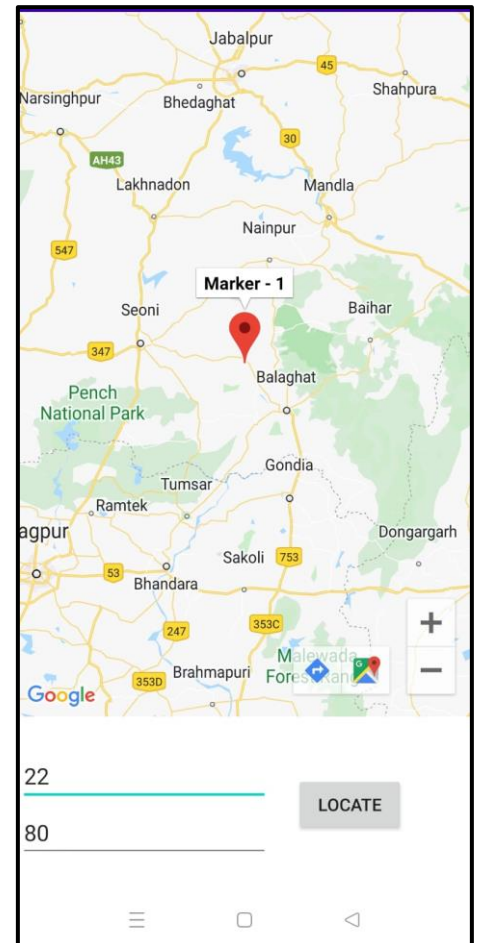 Jabalpur
45
Shahpura
Narsinghpur
Bhedaghat
30
AH43
Lakhnadon
Mandla
Nainpur
547
Marker - 1
Seoni
Baihar
347
Balaghat
Pench
National Park
Gondia
Tumsar
Ramtek
agpur
Dongargarh
Sakoli
753
53
Bhandara
353C
247
Malewada
Forest Range
Brahmapuri
353D
Google
+
−
22
LOCATE
80